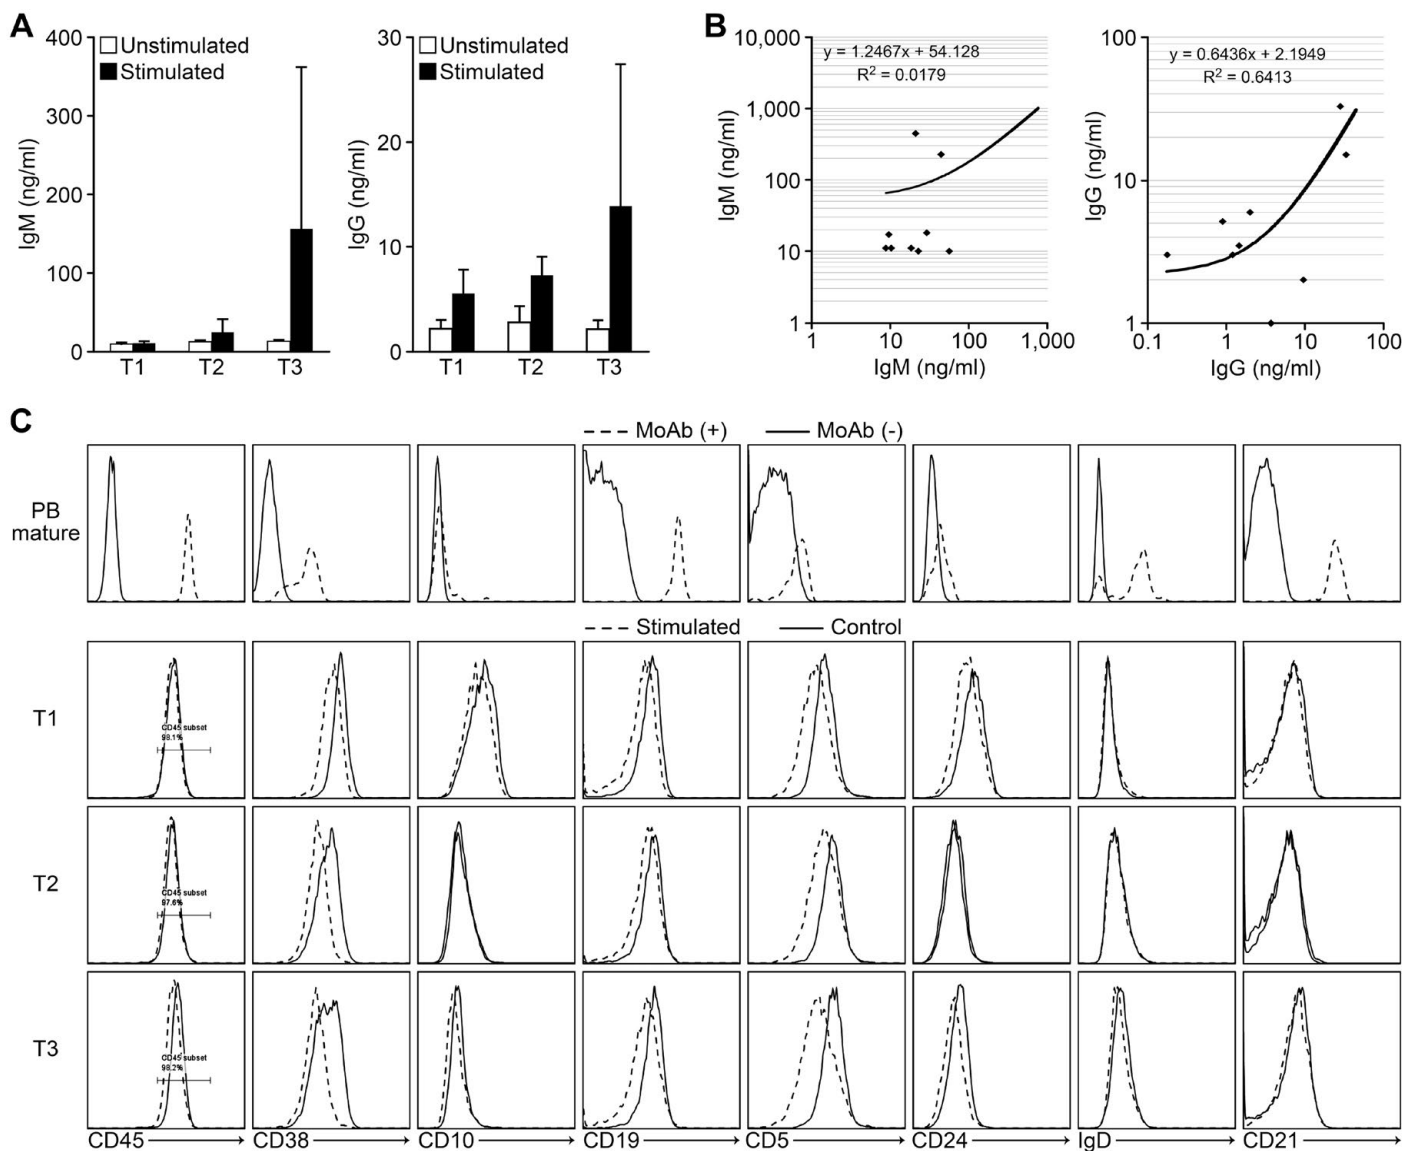 A
400
300
200
100
0
IgM (ng/ml)
Unstimulated
Stimulated
T1
T2
T3
30
20
10
0
IgG (ng/ml)
Unstimulated
Stimulated
T1
T2
T3
B
10,000
1,000
100
10
1
IgM (ng/ml)
y = 1.2467x + 54.128
R² = 0.0179
1
10
100
1,000
IgM (ng/ml)
100
10
1
IgG (ng/ml)
y = 0.6436x + 2.1949
R² = 0.6413
0.1
1
10
100
IgG (ng/ml)
C
MoAb (+)
MoAb (-)
PB
mature
Stimulated
Control
T1
CD45 subset
98.1%
T2
CD45 subset
97.6%
T3
CD45 subset
98.2%
CD45
CD38
CD10
CD19
CD5
CD24
IgD
CD21